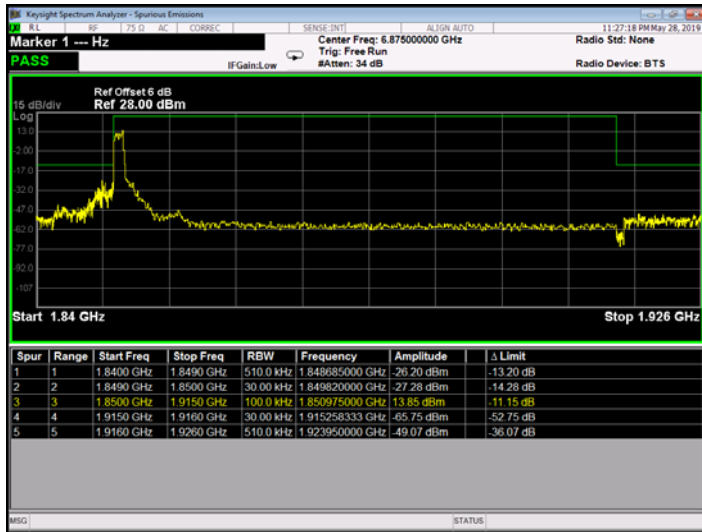 Keysight Spectrum Analyzer - Spurious Emissions
RL RF 75 Ω AC CORREC SENSE:INT ALIGN AUTO 11:27:18 PM May 28, 2019
Marker 1 --- Hz Center Freq: 6.875000000 GHz Radio Std: None
Trig: Free Run
PASS IFGain:Low #Atten: 34 dB Radio Device: BTS
Ref Offset 6 dB
15 dB/div Ref 28.00 dBm
Log
13.0
-2.00
-17.0
-32.0
-47.0
-62.0
-77.0
-92.0
-107
Start 1.84 GHz Stop 1.926 GHz
Spur Range Start Freq Stop Freq RBW Frequency Amplitude Δ Limit
1 1 1.8400 GHz 1.8490 GHz 510.0 kHz 1.848685000 GHz -26.20 dBm -13.20 dB
2 2 1.8490 GHz 1.8500 GHz 30.00 kHz 1.849820000 GHz -27.28 dBm -14.28 dB
3 3 1.8500 GHz 1.9150 GHz 100.0 kHz 1.850975000 GHz 13.85 dBm -11.15 dB
4 4 1.9150 GHz 1.9160 GHz 30.00 kHz 1.915258333 GHz -65.75 dBm -52.75 dB
5 5 1.9160 GHz 1.9260 GHz 510.0 kHz 1.923950000 GHz -49.07 dBm -36.07 dB
MSG STATUS